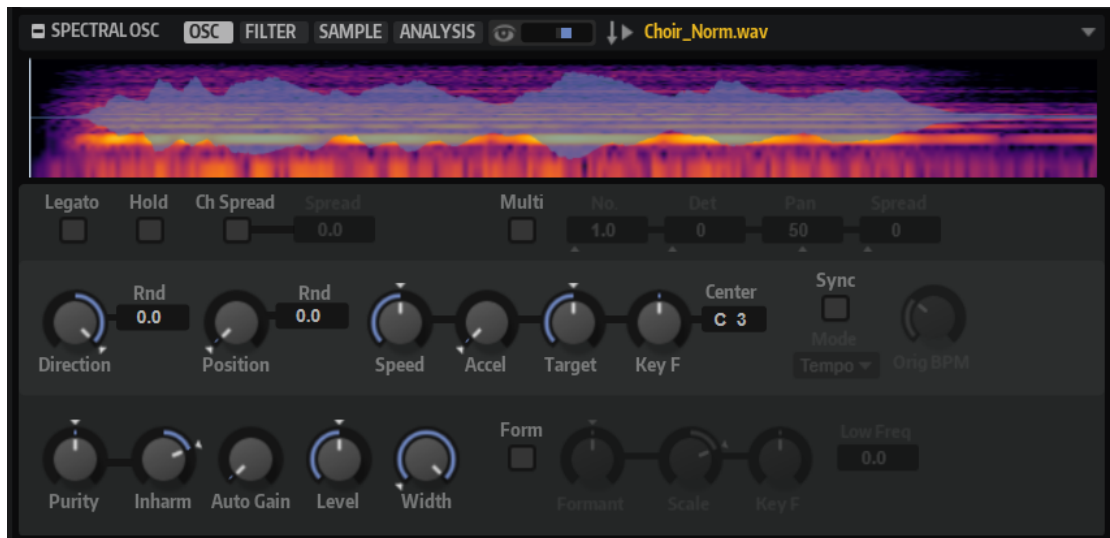 SPECTRAL OSC OSC FILTER SAMPLE ANALYSIS Choir_Norm.wav
Legato Hold Ch Spread Spread Multi No. Det Pan Spread
0.0 1.0 0 50 0
Rnd Rnd Center Sync
0.0 0.0 C 3
Mode
Direction Position Speed Accel Target Key F Tempo Orig BPM
Form Low Freq
0.0
Purity Inharm Auto Gain Level Width Formant Scale Key F